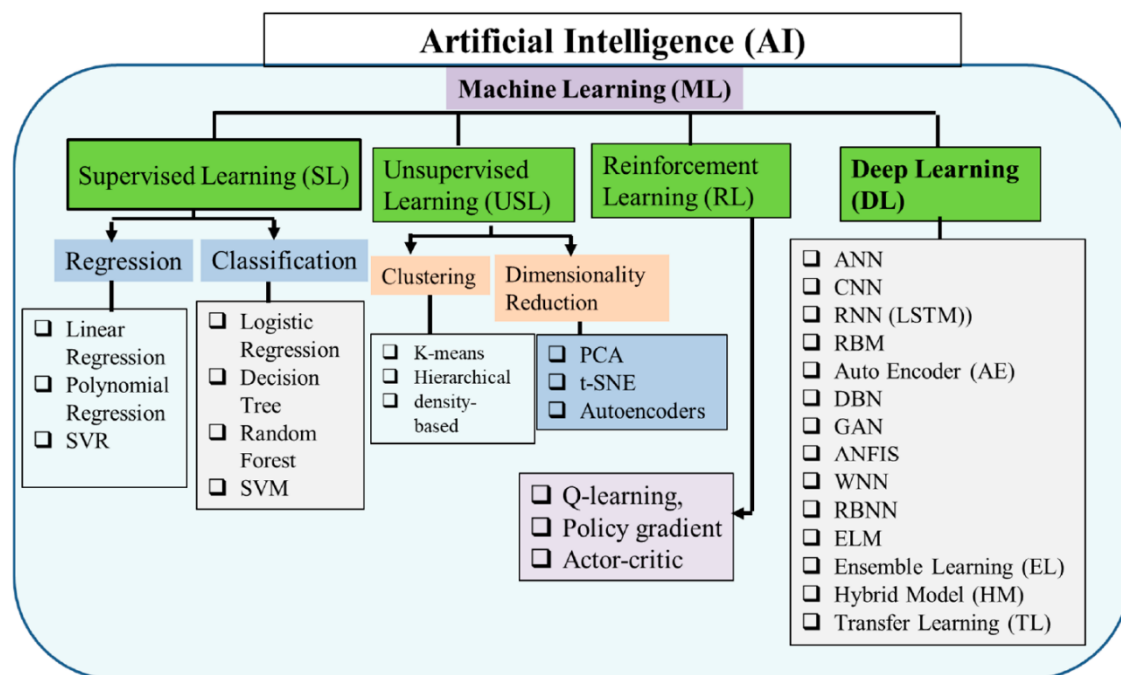 Artificial Intelligence (AI)
Machine Learning (ML)
Supervised Learning (SL)
Unsupervised
Learning (USL)
Reinforcement
Learning (RL)
Deep Learning
(DL)
Regression
Classification
Clustering
Dimensionality
Reduction
Linear
Regression
Polynomial
Regression
SVR
Logistic
Regression
Decision
Tree
Random
Forest
SVM
K-means
Hierarchical
density-
based
PCA
t-SNE
Autoencoders
Q-learning,
Policy gradient
Actor-critic
ANN
CNN
RNN (LSTM))
RBM
Auto Encoder (AE)
DBN
GAN
ANFIS
WNN
RBNN
ELM
Ensemble Learning (EL)
Hybrid Model (HM)
Transfer Learning (TL)